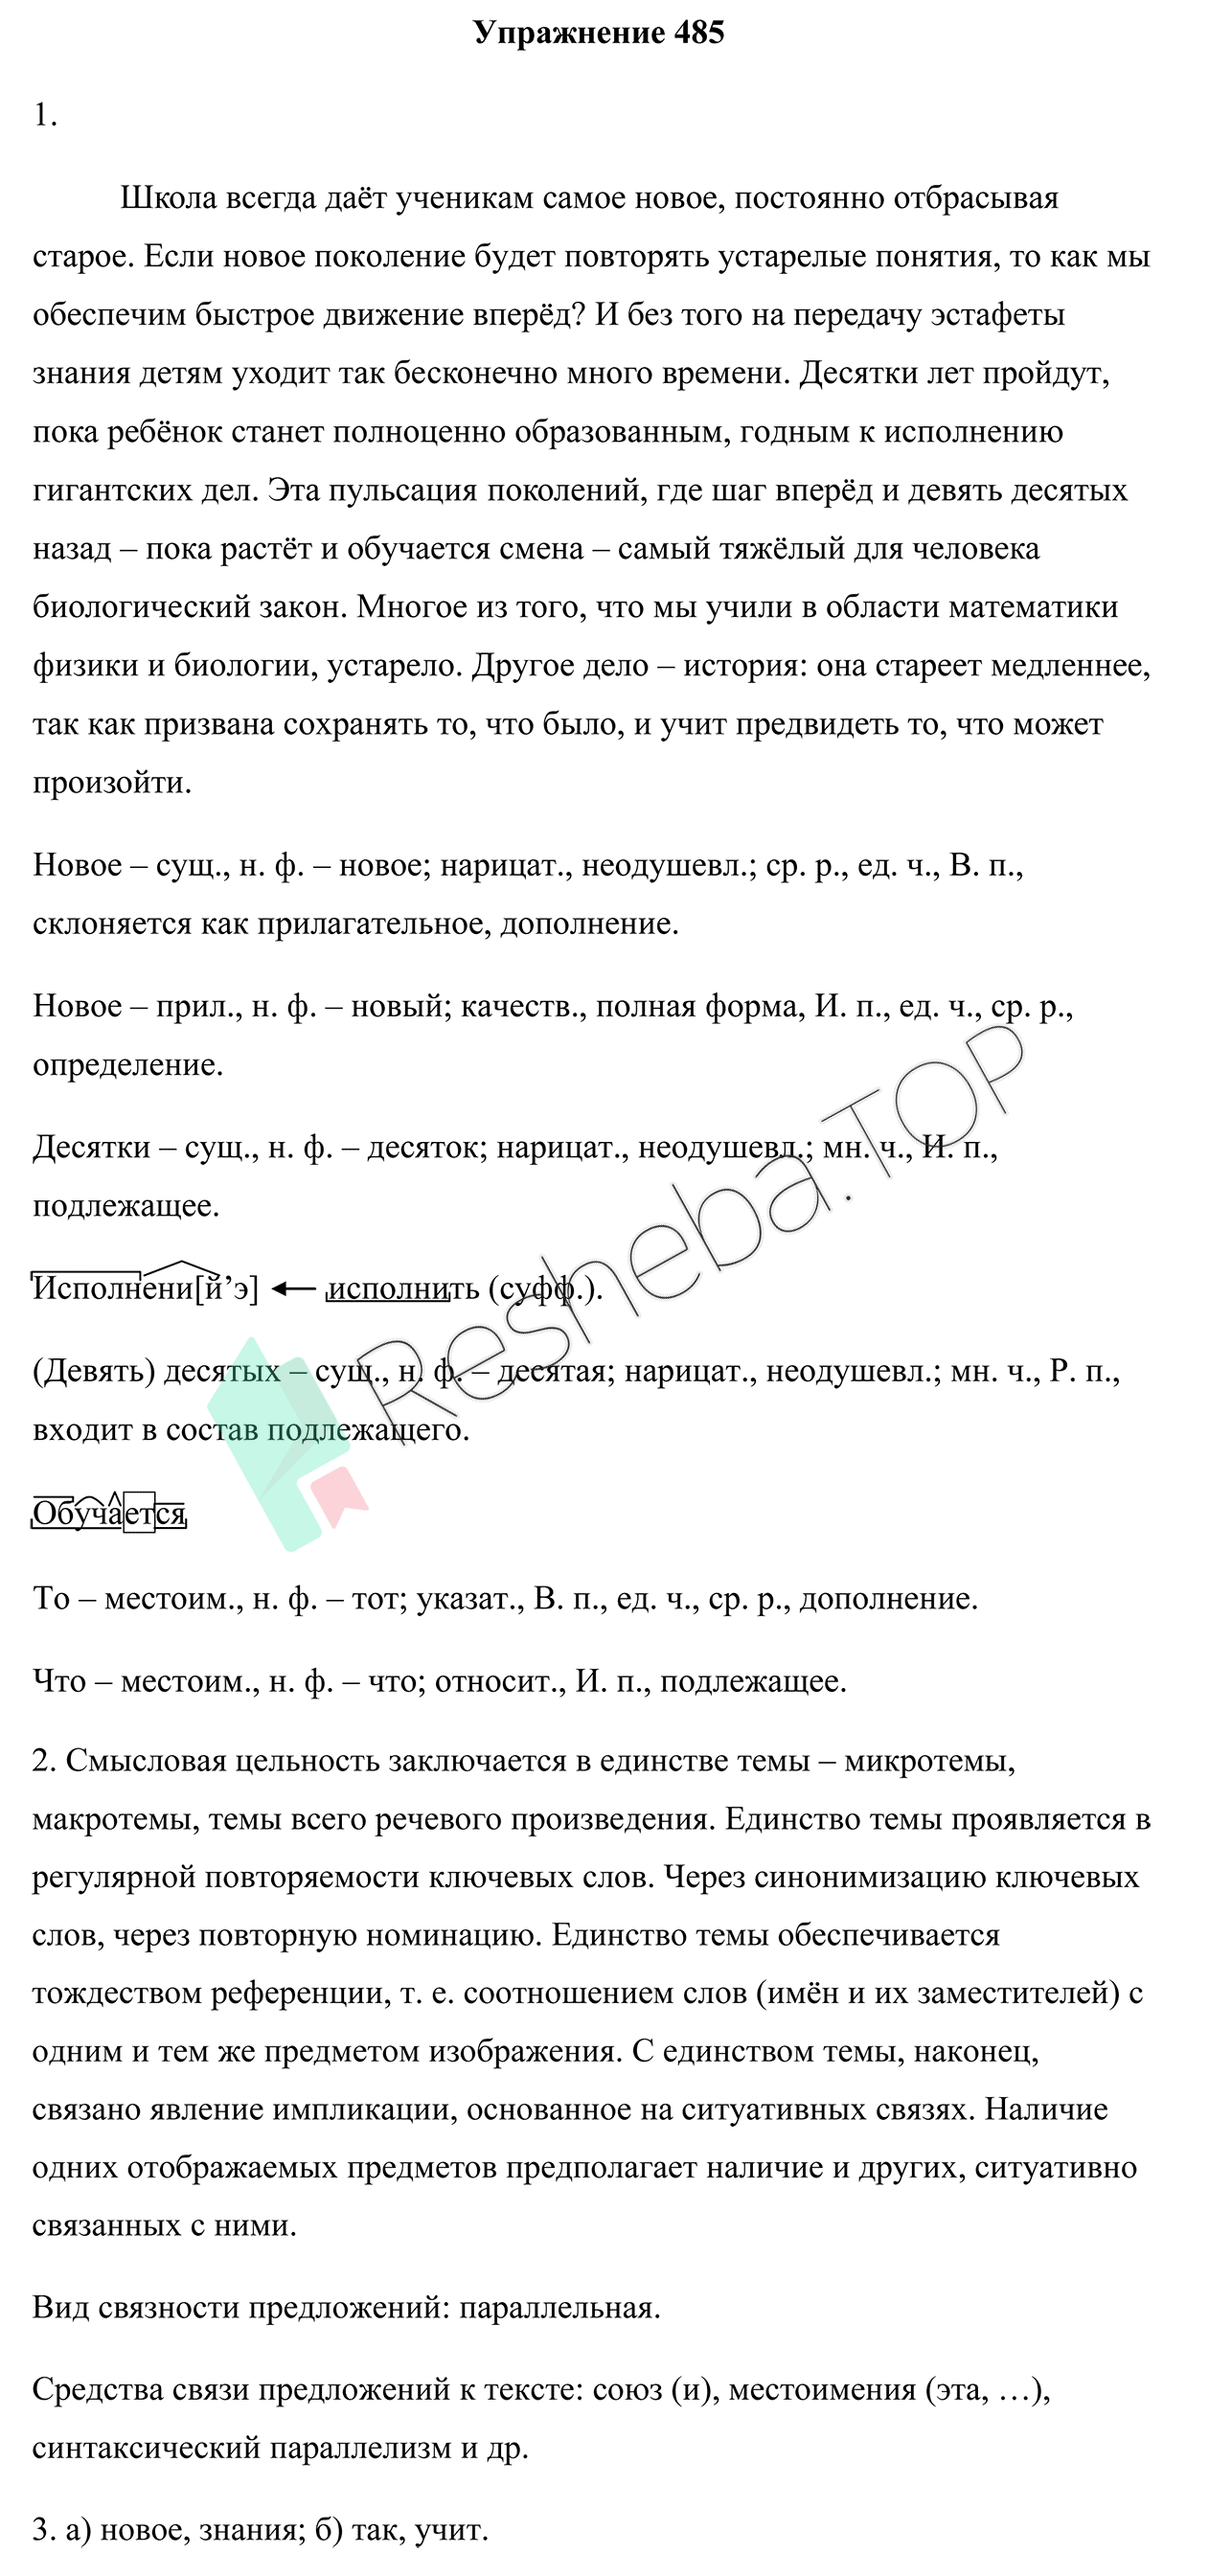 Упражнение 485
1.
Школа всегда даёт ученикам самое новое, постоянно отбрасывая
старое. Если новое поколение будет повторять устарелые понятия, то как мы
обеспечим быстрое движение вперёд? И без того на передачу эстафеты
знания детям уходит так бесконечно много времени. Десятки лет пройдут,
пока ребёнок станет полноценно образованным, годным к исполнению
гигантских дел. Эта пульсация поколений, где шаг вперёд и девять десятых
назад – пока растёт и обучается смена – самый тяжёлый для человека
биологический закон. Многое из того, что мы учили в области математики
физики и биологии, устарело. Другое дело – история: она стареет медленнее,
так как призвана сохранять то, что было, и учит предвидеть то, что может
произойти.
Новое – сущ., н. ф. – новое; нарицат., неодушевл.; ср. р., ед. ч., В. п.,
склоняется как прилагательное, дополнение.
Новое – прил., н. ф. – новый; качеств., полная форма, И. п., ед. ч., ср. р.,
определение.
Десятки – сущ., н. ф. – десяток; нарицат., неодушевл.; мн. ч., И. п.,
подлежащее.
Исполнени[й’э] ← исполнить (суфф.).
(Девять) десятых – сущ., н. ф. – десятая; нарицат., неодушевл.; мн. ч., Р. п.,
входит в состав подлежащего.
Обучается
То – местоим., н. ф. – тот; указат., В. п., ед. ч., ср. р., дополнение.
Что – местоим., н. ф. – что; относит., И. п., подлежащее.
2. Смысловая цельность заключается в единстве темы – микротемы,
макротемы, темы всего речевого произведения. Единство темы проявляется в
регулярной повторяемости ключевых слов. Через синонимизацию ключевых
слов, через повторную номинацию. Единство темы обеспечивается
тождеством референции, т. е. соотношением слов (имён и их заместителей) с
одним и тем же предметом изображения. С единством темы, наконец,
связано явление импликации, основанное на ситуативных связях. Наличие
одних отображаемых предметов предполагает наличие и других, ситуативно
связанных с ними.
Вид связности предложений: параллельная.
Средства связи предложений к тексте: союз (и), местоимения (эта, …),
синтаксический параллелизм и др.
3. а) новое, знания; б) так, учит.
Resheba.TOP